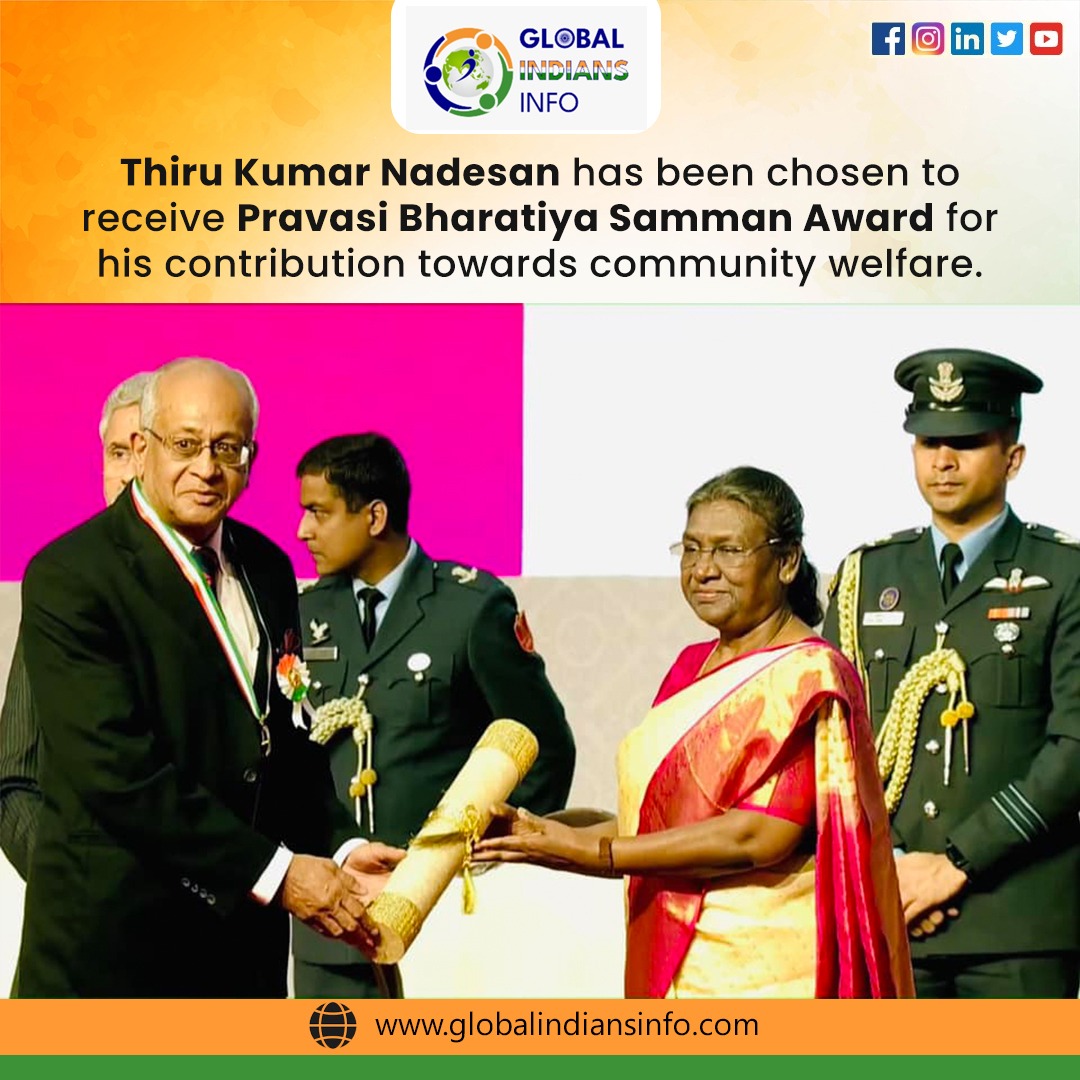 GLOBAL
INDIANS
INFO
Thiru Kumar Nadesan has been chosen to
receive Pravasi Bharatiya Samman Award for
his contribution towards community welfare.
www.globalindiansinfo.com